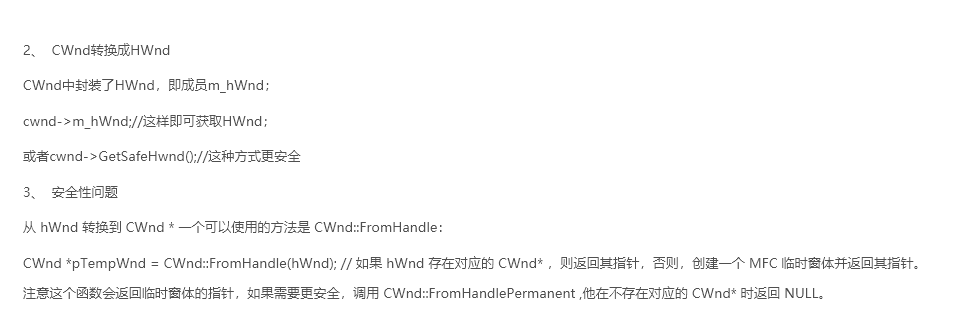 2、 CWnd转换成HWnd
CWnd中封装了HWnd，即成员m_hWnd；
cwnd->m_hWnd;//这样即可获取HWnd；
或者cwnd->GetSafeHwnd();//这种方式更安全
3、 安全性问题
从 hWnd 转换到 CWnd * 一个可以使用的方法是 CWnd::FromHandle：
CWnd *pTempWnd = CWnd::FromHandle(hWnd); // 如果 hWnd 存在对应的 CWnd* ，则返回其指针，否则，创建一个 MFC 临时窗体并返回其指针。
注意这个函数会返回临时窗体的指针，如果需要更安全，调用 CWnd::FromHandlePermanent ,他在不存在对应的 CWnd* 时返回 NULL。